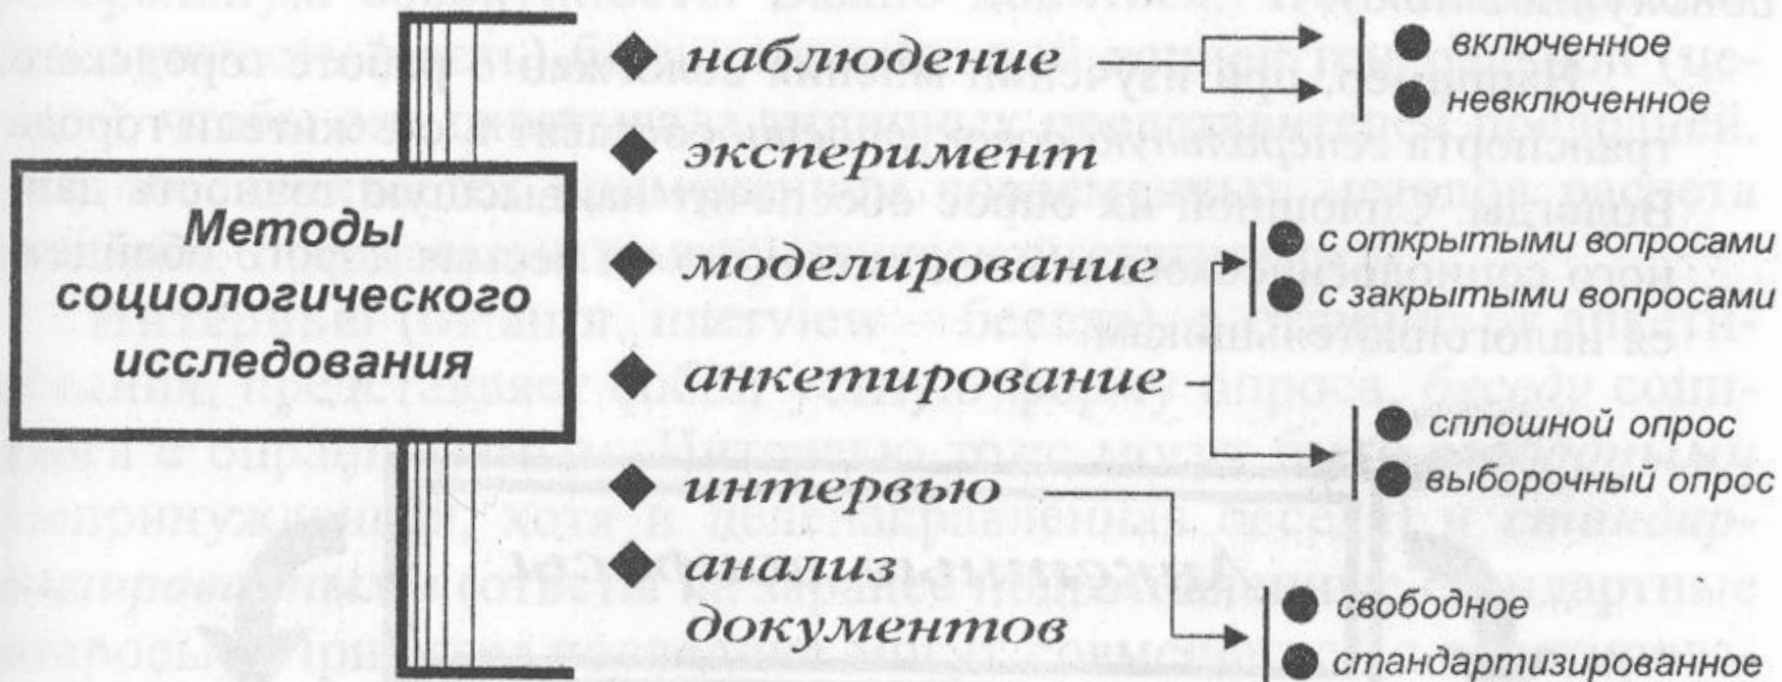 Методы
социологического
исследования
наблюдение
включенное
невключенное
эксперимент
моделирование
анкетирование
с открытыми вопросами
с закрытыми вопросами
сплошной опрос
выборочный опрос
интервью
свободное
стандартизированное
анализ
документов